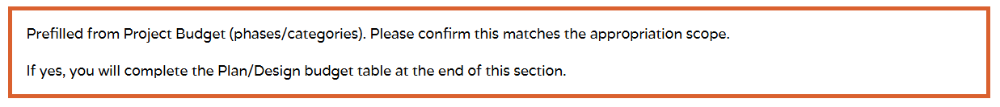 Prefilled from Project Budget (phases/categories). Please confirm this matches the appropriation scope.
If yes, you will complete the Plan/Design budget table at the end of this section.